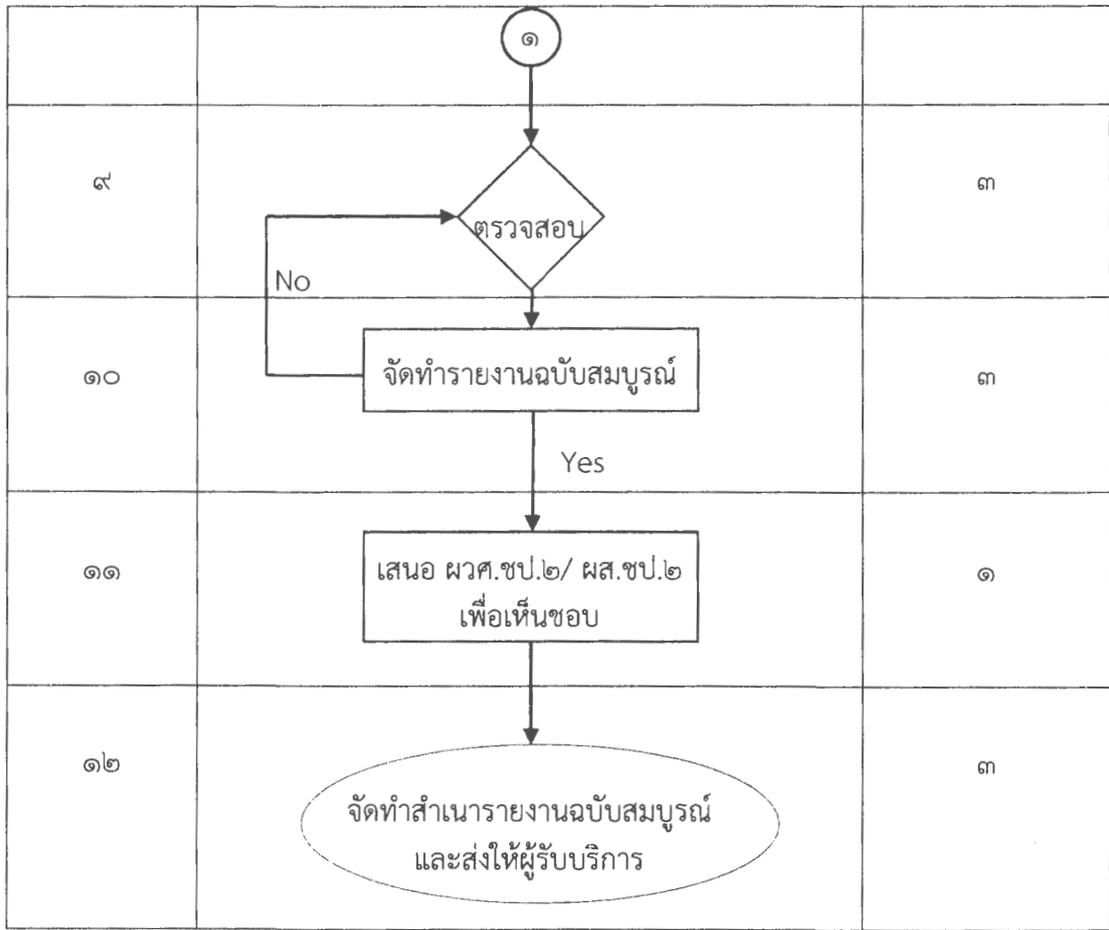 ๑
๙
ตรวจสอบ
๓
No
๑๐
จัดทำรายงานฉบับสมบูรณ์
๓
Yes
๑๑
เสนอ ผวศ.ชป.๒/ ผส.ชป.๒
เพื่อเห็นชอบ
๑
๑๒
จัดทำสำเนารายงานฉบับสมบูรณ์
และส่งให้ผู้รับบริการ
๓